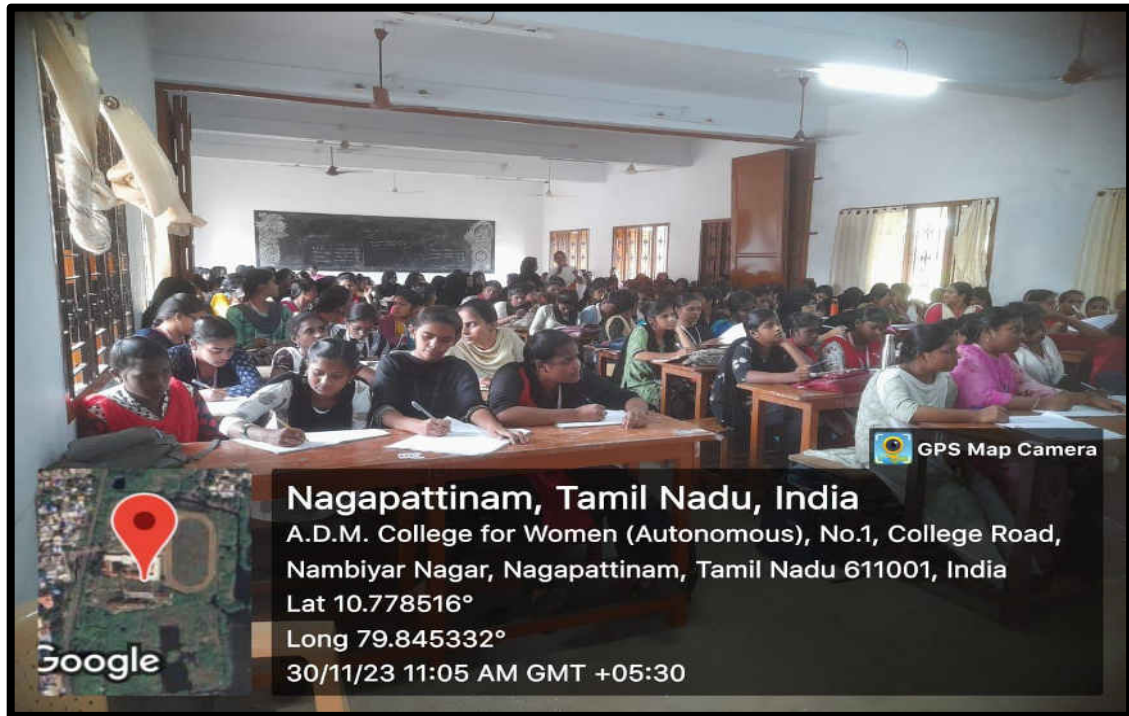 GPS Map Camera
Nagapattinam, Tamil Nadu, India
A.D.M. College for Women (Autonomous), No.1, College Road,
Nambiyar Nagar, Nagapattinam, Tamil Nadu 611001, India
Lat 10.778516°
Long 79.845332°
30/11/23 11:05 AM GMT +05:30
Google